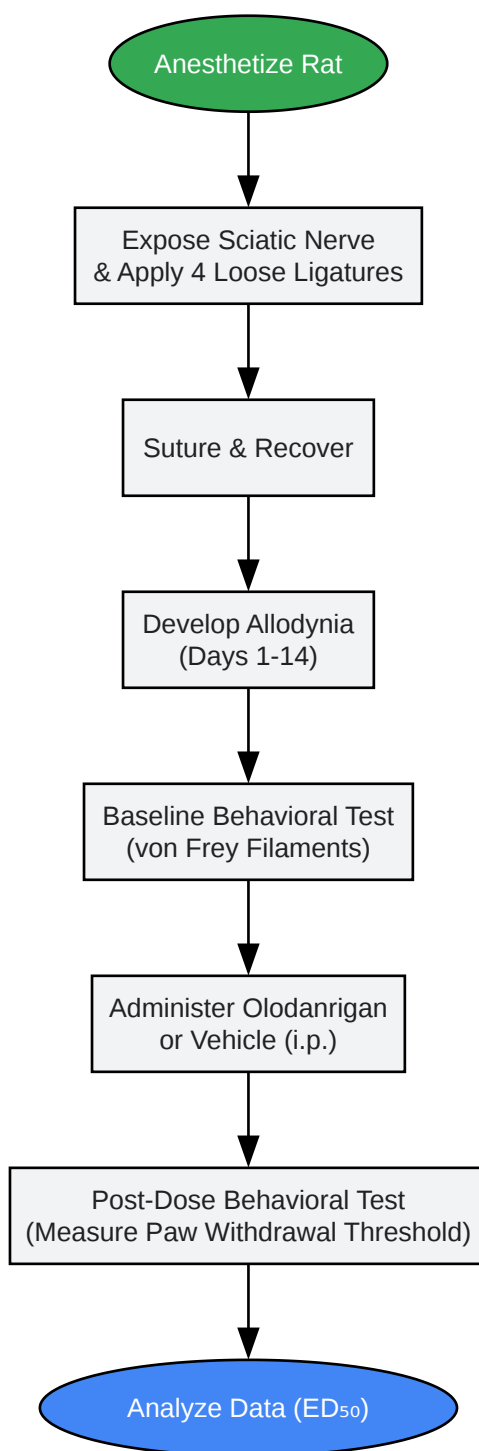 Anesthetize Rat
Expose Sciatic Nerve
& Apply 4 Loose Ligatures
Suture & Recover
Develop Allodynia
(Days 1-14)
Baseline Behavioral Test
(von Frey Filaments)
Administer Olodanrigan
or Vehicle (i.p.)
Post-Dose Behavioral Test
(Measure Paw Withdrawal Threshold)
Analyze Data (ED₅₀)